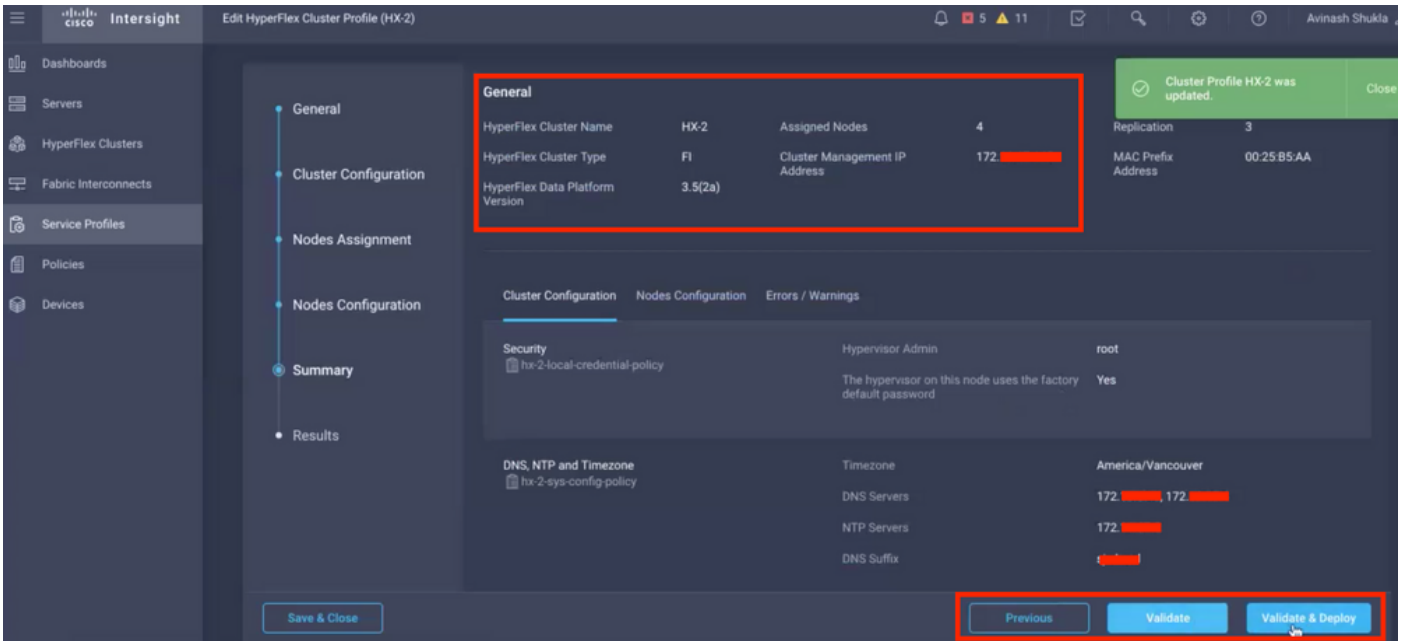 cisco Intersight
Edit HyperFlex Cluster Profile (HX-2)
5 11
Avinash Shukla
Dashboards
Servers
HyperFlex Clusters
Fabric Interconnects
Service Profiles
Policies
Devices
General
Cluster Configuration
Nodes Assignment
Nodes Configuration
Summary
Results
Cluster Profile HX-2 was
updated.
Close
General
HyperFlex Cluster Name HX-2 Assigned Nodes 4 Replication 3
HyperFlex Cluster Type FI Cluster Management IP 172. MAC Prefix 00:25:B5:AA
Address Address
HyperFlex Data Platform 3.5(2a)
Version
Cluster Configuration Nodes Configuration Errors / Warnings
Security Hypervisor Admin root
hx-2-local-credential-policy
The hypervisor on this node uses the factory Yes
default password
DNS, NTP and Timezone Timezone America/Vancouver
hx-2-sys-config-policy
DNS Servers 172. , 172.
NTP Servers 172.
DNS Suffix
Save & Close Previous Validate Validate & Deploy